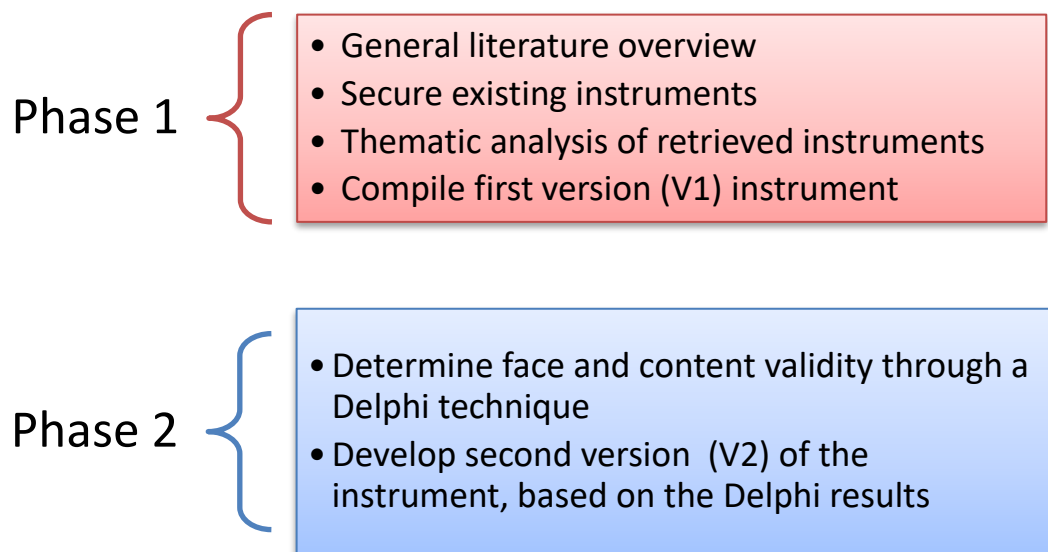 Phase 1
• General literature overview
• Secure existing instruments
• Thematic analysis of retrieved instruments
• Compile first version (V1) instrument
Phase 2
• Determine face and content validity through a
Delphi technique
• Develop second version (V2) of the
instrument, based on the Delphi results